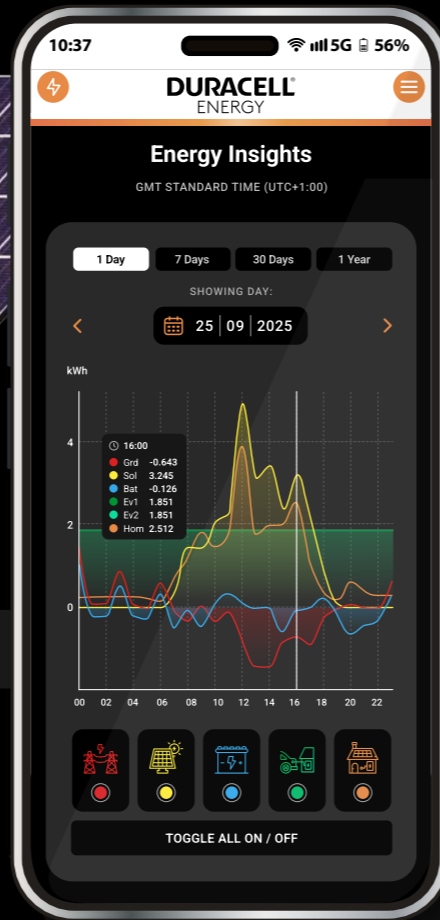 10:37 5G 56%
DURACELL®
ENERGY
Energy Insights
GMT STANDARD TIME (UTC+1:00)
1 Day 7 Days 30 Days 1 Year
SHOWING DAY:
25 | 09 | 2025
kWh
4
2
0
16:00
Grd -0.643
Sol 3.245
Bat -0.126
Ev1 1.851
Ev2 1.851
Hom 2.512
00 02 04 06 08 10 12 14 16 18 20 22
TOGGLE ALL ON / OFF